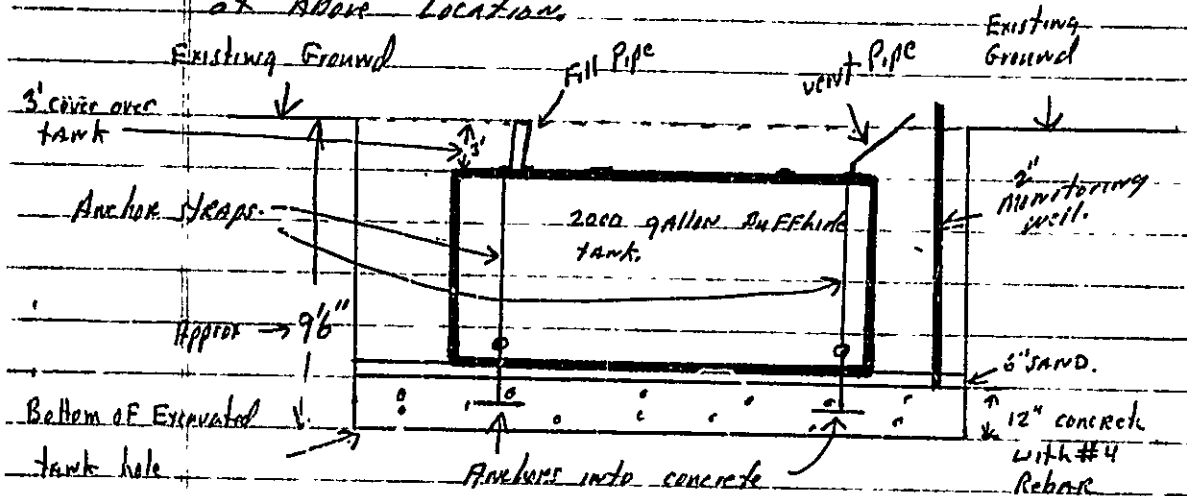 at Above Location.
Existing Ground
Fill Pipe
vent Pipe
Existing
Ground
3' cover over
tank
3'
2"
Monitoring
well.
Anchor straps.
2000 gallon Buffhide
tank.
Approx → 9'6"
6" SAND.
Bottom of Excavated
tank hole
Anchors into concrete
12" concrete
with #4
Rebar